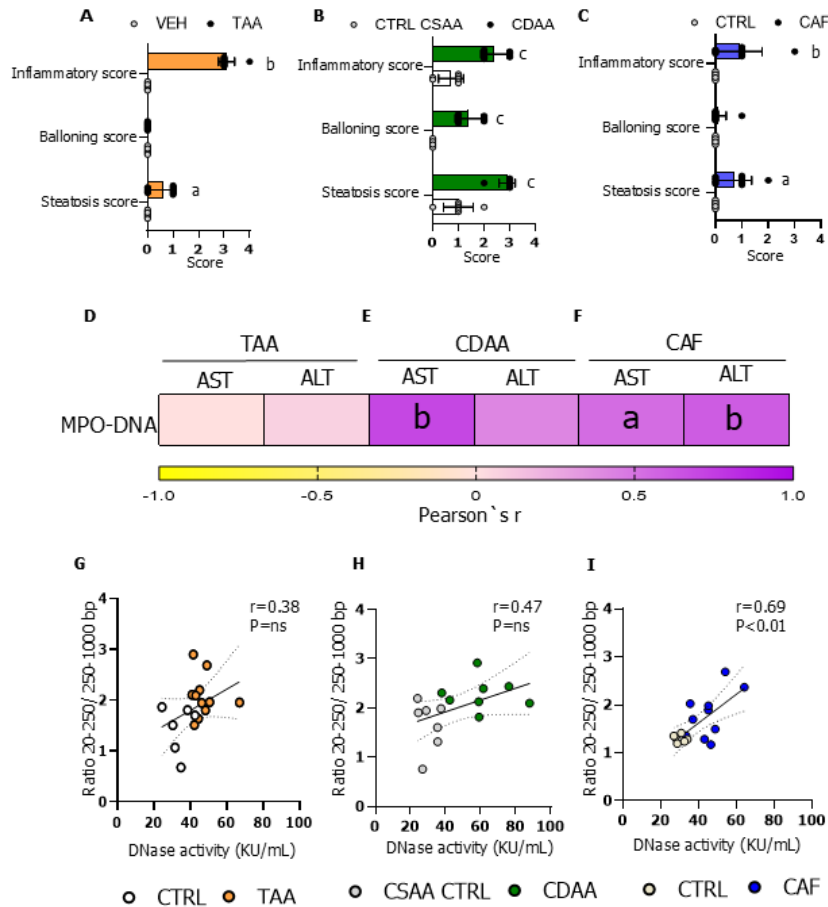 A
VEH TAA
Inflammatory score
b
Balloning score
Steatosis score
a
0 1 2 3 4
Score
B
CTRL CSAA CDAA
Inflammatory score
c
Balloning score
c
Steatosis score
c
0 1 2 3 4
Score
C
CTRL CAF
Inflammatory score
b
Balloning score
Steatosis score
a
0 1 2 3 4
Score
D E F
TAA CDAA CAF
AST ALT AST ALT AST ALT
MPO-DNA b a b
-1.0 -0.5 0 0.5 1.0
Pearson`s r
G
r=0.38
P=ns
Ratio 20-250/ 250-1000 bp
4
3
2
1
0
0 20 40 60 80 100
DNase activity (KU/mL)
CTRL TAA
H
r=0.47
P=ns
Ratio 20-250/ 250-1000 bp
4
3
2
1
0
0 20 40 60 80 100
DNase activity (KU/mL)
CSAA CTRL CDAA
I
r=0.69
P<0.01
Ratio 20-250/ 250-1000 bp
4
3
2
1
0
0 20 40 60 80 100
DNase activity (KU/mL)
CTRL CAF